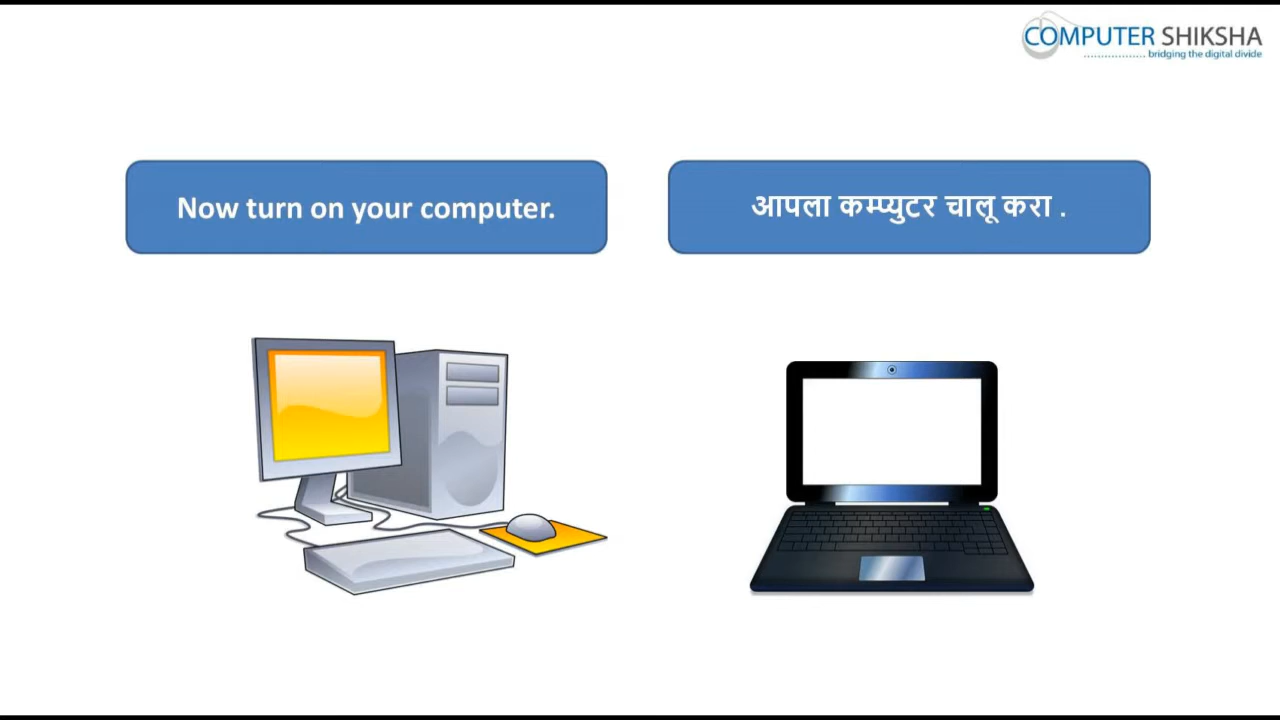 COMPUTER SHIKSHA
.................. bridging the digital divide
Now turn on your computer.
आपला कम्प्युटर चालू करा .